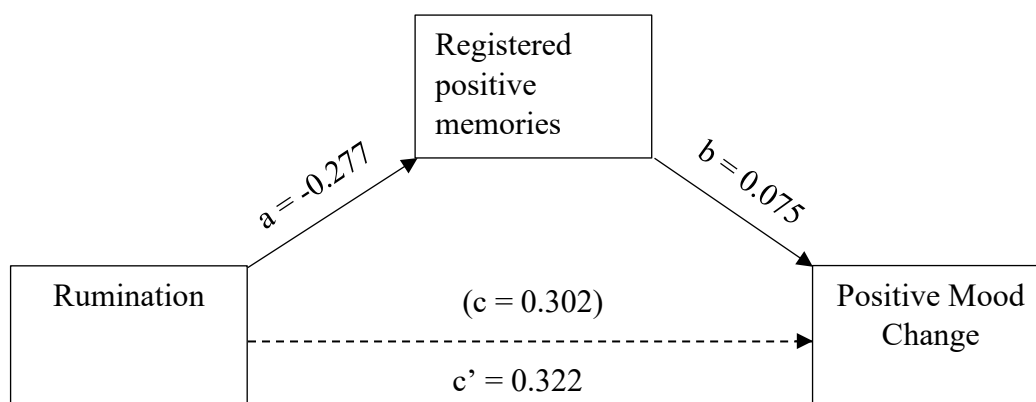 Registered
positive
memories
a = -0.277
b = 0.075
Rumination
(c = 0.302)
c’ = 0.322
Positive Mood
Change